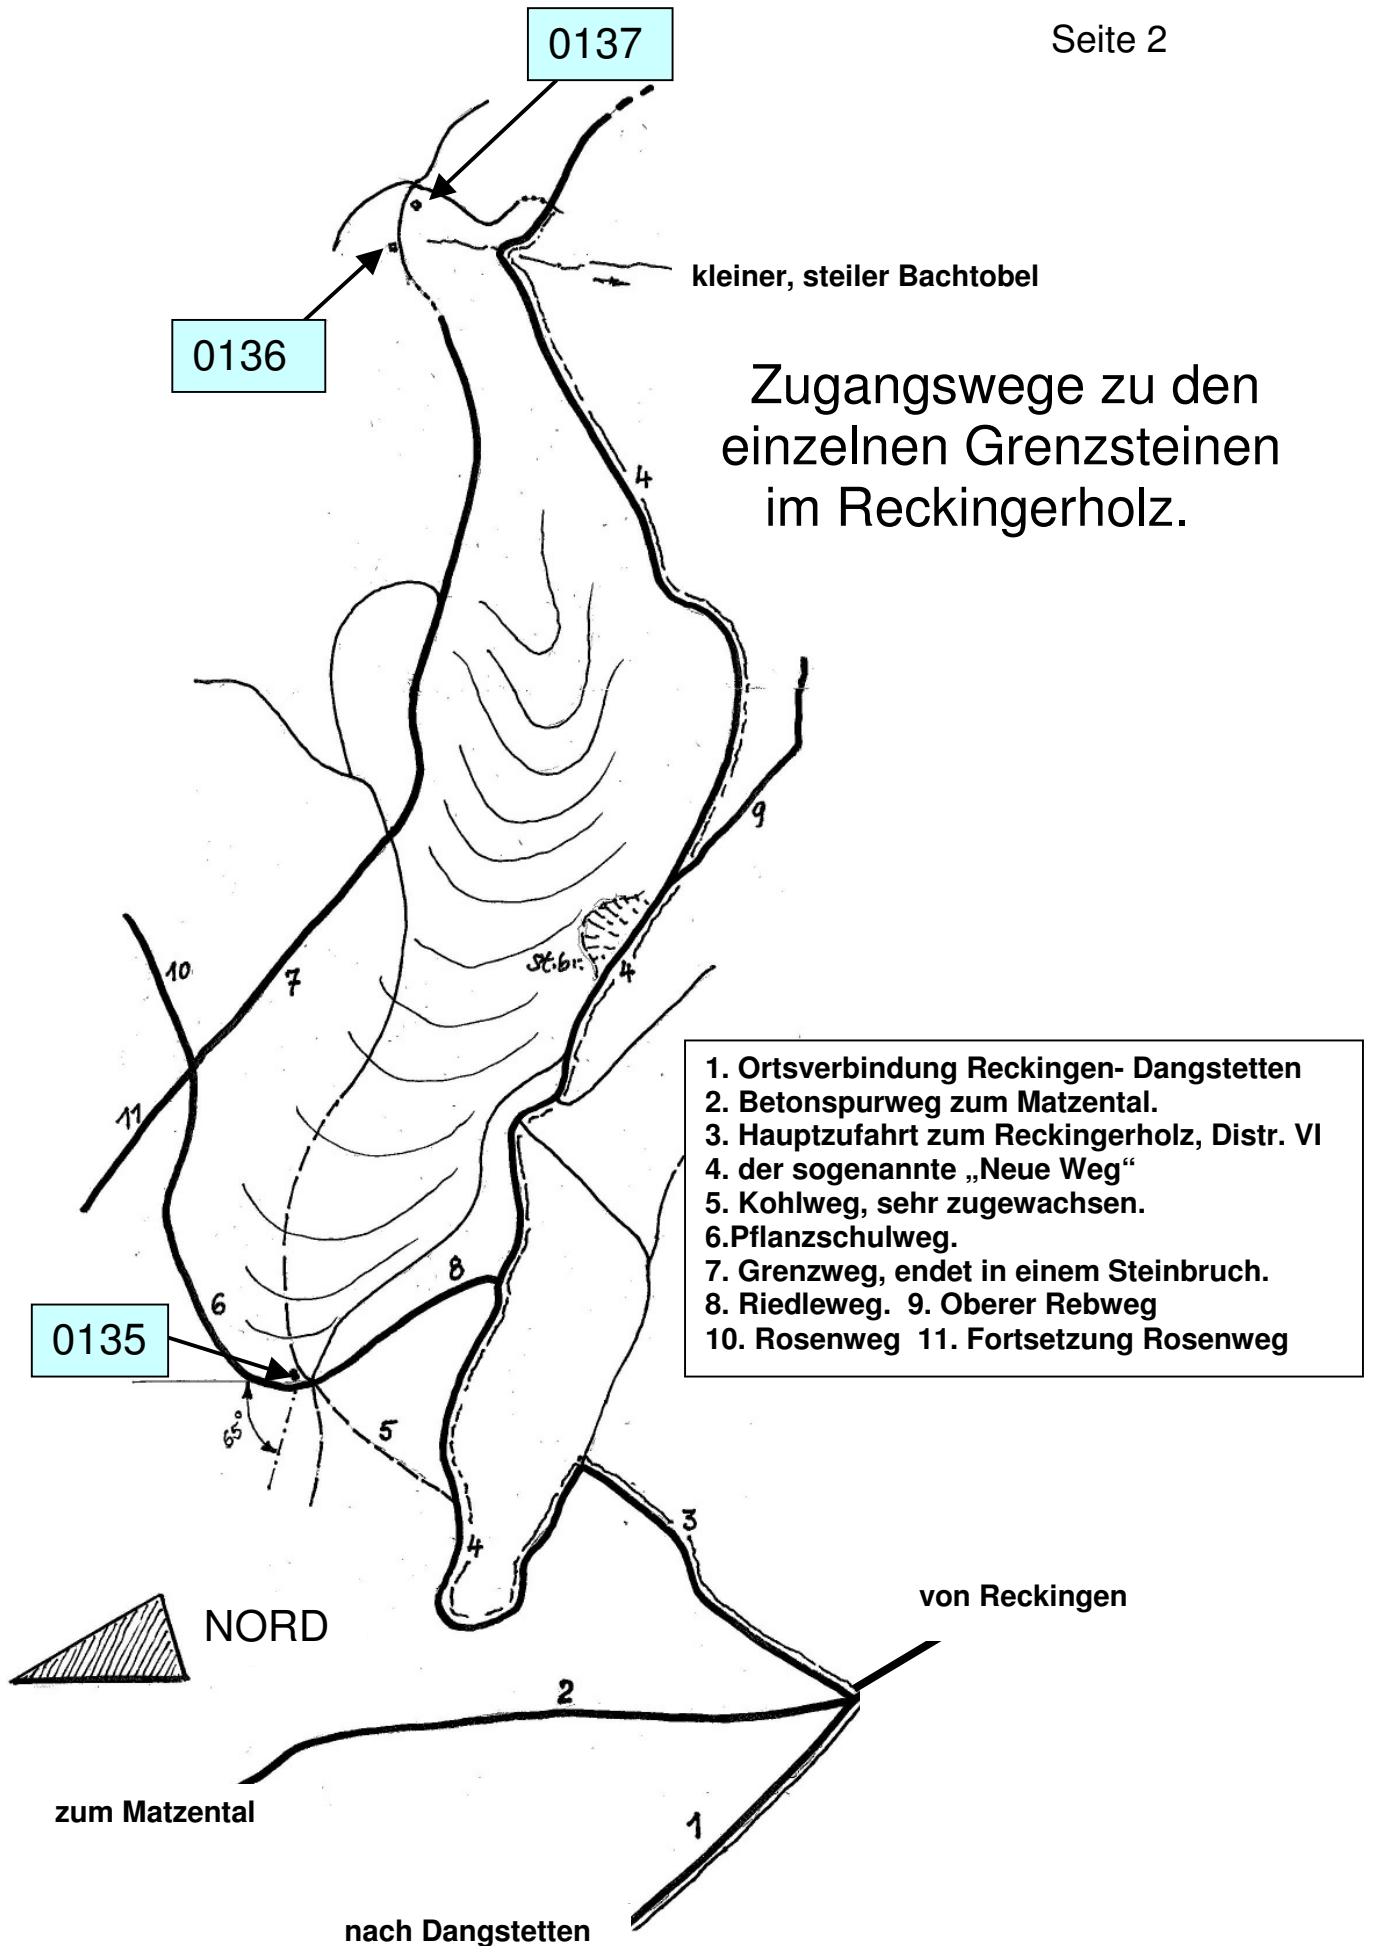 0137
Seite 2
kleiner, steiler Bachtobel
0136
Zugangswege zu den
einzelnen Grenzsteinen
im Reckingerholz.
4
9
10
7
St.br.
4
11
1. Ortsverbindung Reckingen- Dangstetten
2. Betonspurweg zum Matzental.
3. Hauptzufahrt zum Reckingerholz, Distr. VI
4. der sogenannte „Neue Weg“
5. Kohlweg, sehr zugewachsen.
6.Pflanzschulweg.
7. Grenzweg, endet in einem Steinbruch.
8. Riedleweg. 9. Oberer Rebweg
10. Rosenweg 11. Fortsetzung Rosenweg
8
6
0135
65°
5
3
4
von Reckingen
NORD
2
zum Matzental
1
nach Dangstetten